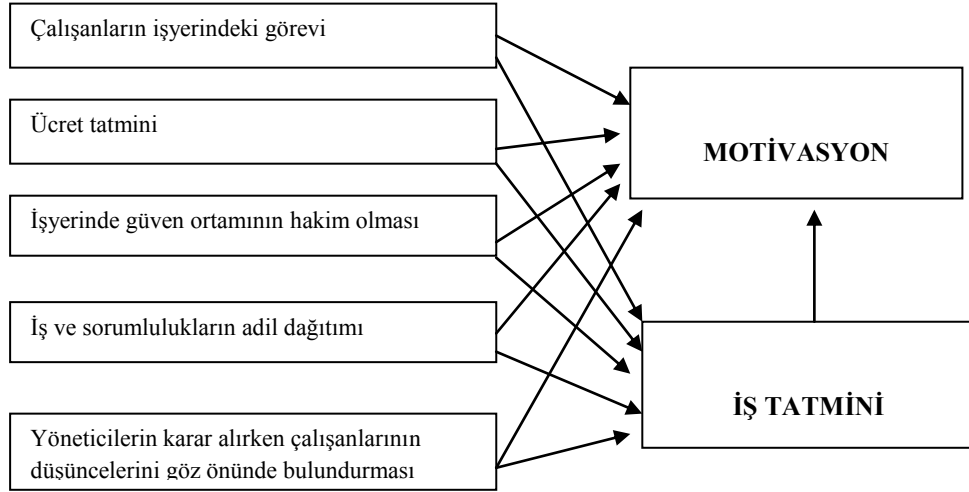 Çalışanların işyerindeki görevi
Ücret tatmini
İşyerinde güven ortamının hakim olması
İş ve sorumlulukların adil dağıtımı
Yöneticilerin karar alırken çalışanlarının
düşüncelerini göz önünde bulundurması
MOTİVASYON
İŞ TATMİNİ